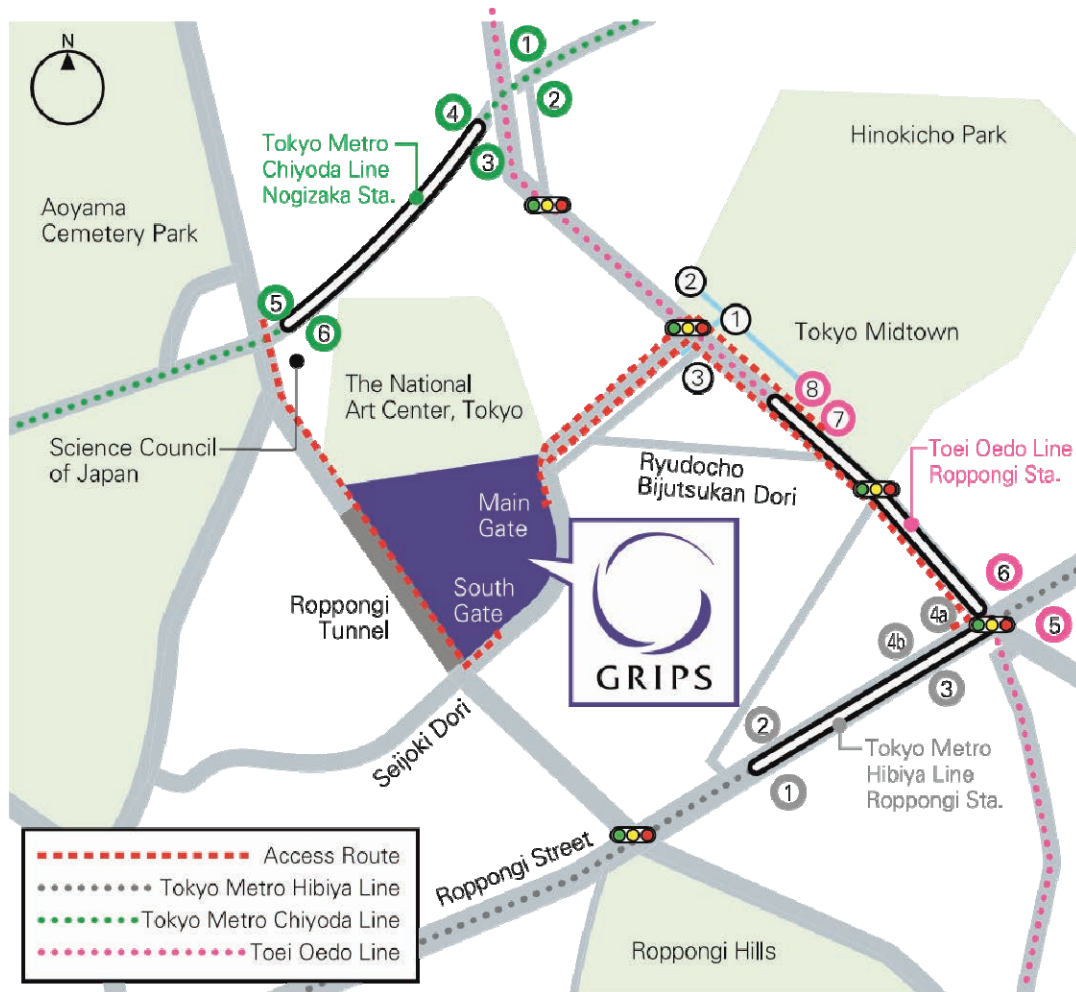 N
1
2
4
3
Tokyo Metro
Chiyoda Line
Nogizaka Sta.
Hinokicho Park
Aoyama
Cemetery Park
5
6
2
1
3
Tokyo Midtown
8
7
The National
Art Center, Tokyo
Science Council
of Japan
Ryudocho
Bijutsukan Dori
Toei Oedo Line
Roppongi Sta.
Main
Gate
South
Gate
Roppongi
Tunnel
GRIPS
6
5
4a
4b
3
2
1
Tokyo Metro
Hibiya Line
Roppongi Sta.
Seijoki Dori
Roppongi Street
Roppongi Hills
Access Route
Tokyo Metro Hibiya Line
Tokyo Metro Chiyoda Line
Toei Oedo Line